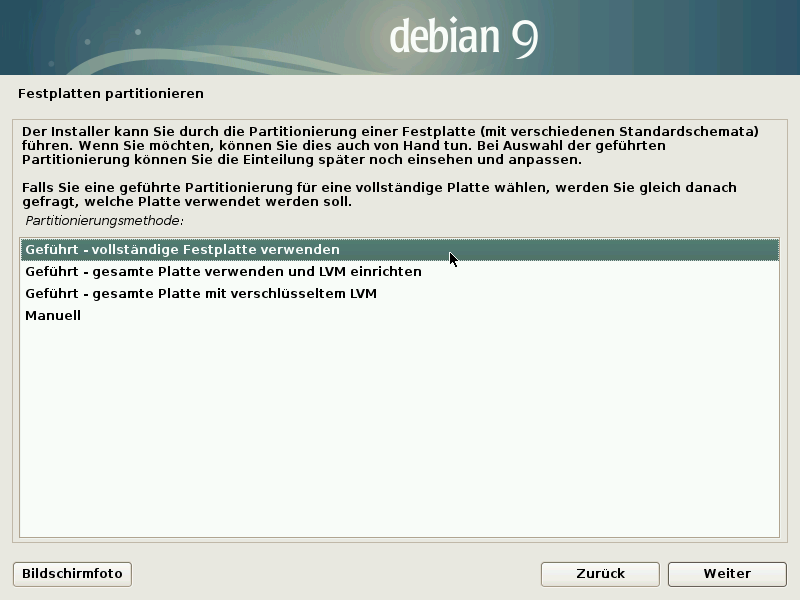 debian 9
Festplatten partitionieren
Der Installer kann Sie durch die Partitionierung einer Festplatte (mit verschiedenen Standardschemata)
führen. Wenn Sie möchten, können Sie dies auch von Hand tun. Bei Auswahl der geführten
Partitionierung können Sie die Einteilung später noch einsehen und anpassen.
Falls Sie eine geführte Partitionierung für eine vollständige Platte wählen, werden Sie gleich danach
gefragt, welche Platte verwendet werden soll.
Partitionierungsmethode:
Geführt - vollständige Festplatte verwenden
Geführt - gesamte Platte verwenden und LVM einrichten
Geführt - gesamte Platte mit verschlüsseltem LVM
Manuell
Bildschirmfoto
Zurück
Weiter